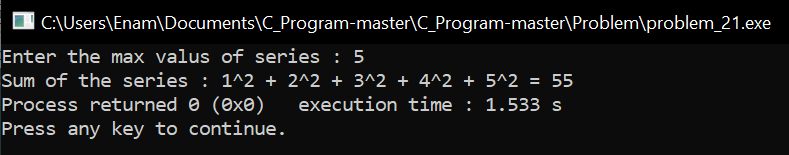 C:\Users\Enam\Documents\C_Program-master\C_Program-master\Problem\problem_21.exe
Enter the max valus of series : 5
Sum of the series : 1^2 + 2^2 + 3^2 + 4^2 + 5^2 = 55
Process returned 0 (0x0)   execution time : 1.533 s
Press any key to continue.